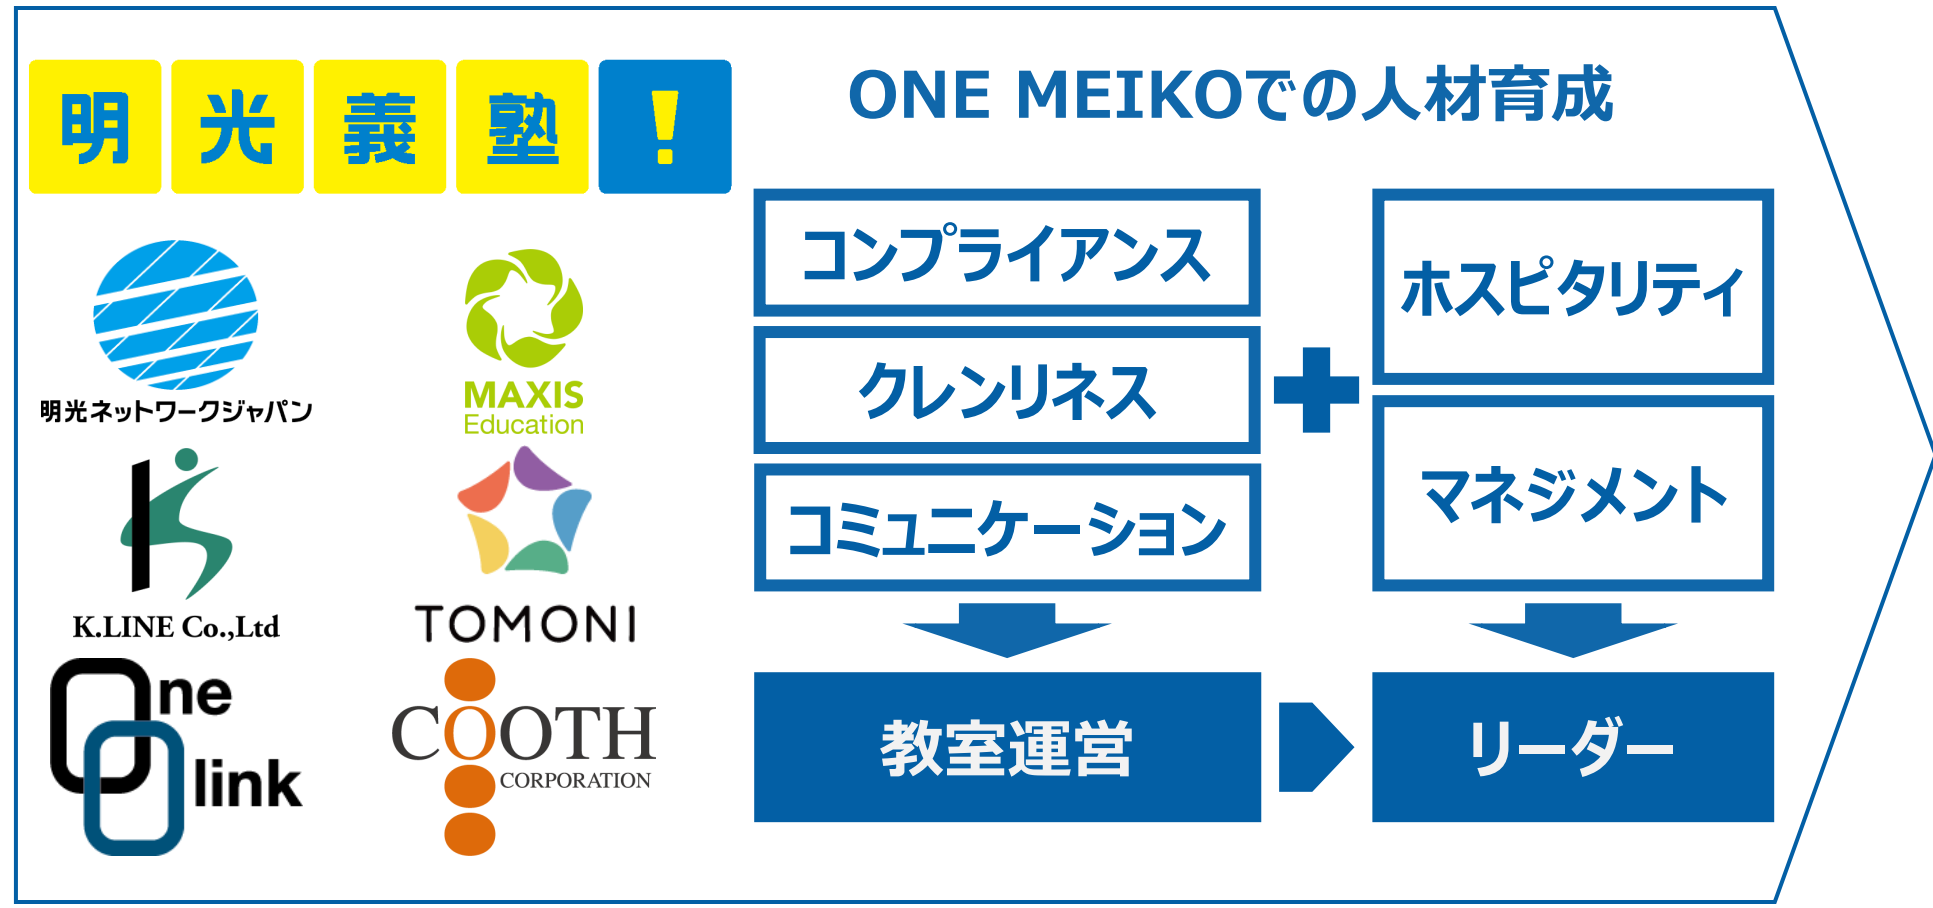 明光義塾!
明光ネットワークジャパン
MAXIS
Education
K.LINE Co.,Ltd
TOMONI
One
link
COOTH
CORPORATION
ONE MEIKOでの人材育成
コンプライアンス
クレンリネス
コミュニケーション
ホスピタリティ
マネジメント
教室運営
リーダー